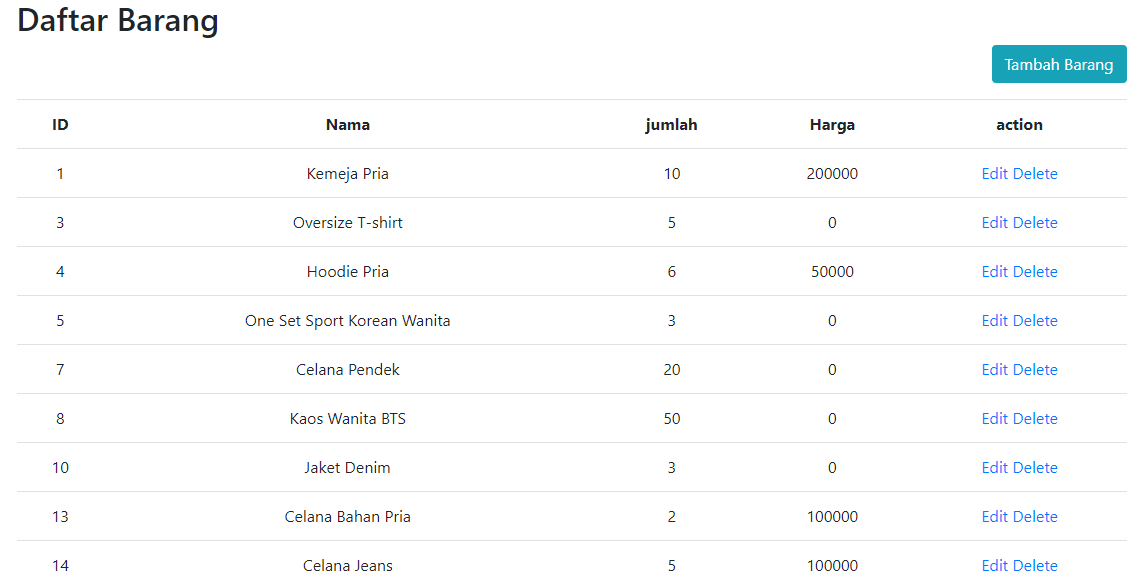 Daftar Barang
Tambah Barang
ID Nama jumlah Harga action
1 Kemeja Pria 10 200000 Edit Delete
3 Oversize T-shirt 5 0 Edit Delete
4 Hoodie Pria 6 50000 Edit Delete
5 One Set Sport Korean Wanita 3 0 Edit Delete
7 Celana Pendek 20 0 Edit Delete
8 Kaos Wanita BTS 50 0 Edit Delete
10 Jaket Denim 3 0 Edit Delete
13 Celana Bahan Pria 2 100000 Edit Delete
14 Celana Jeans 5 100000 Edit Delete